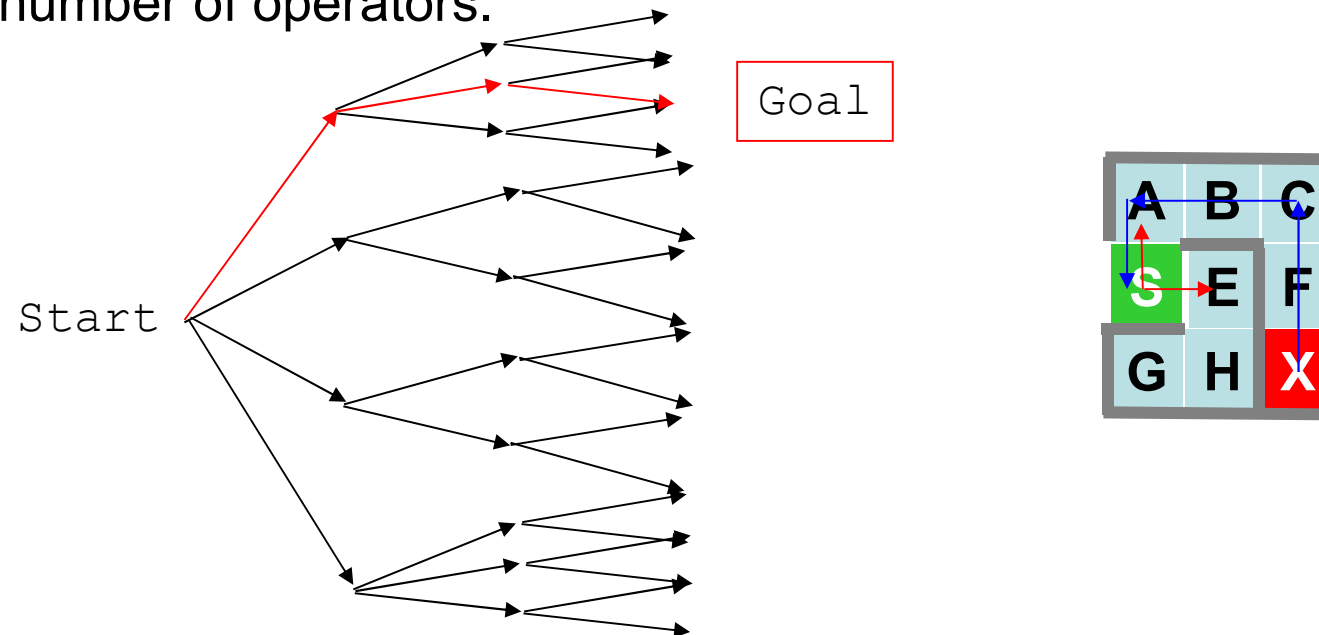 number of operators.
Goal
Start
A B C
S E F
G H X